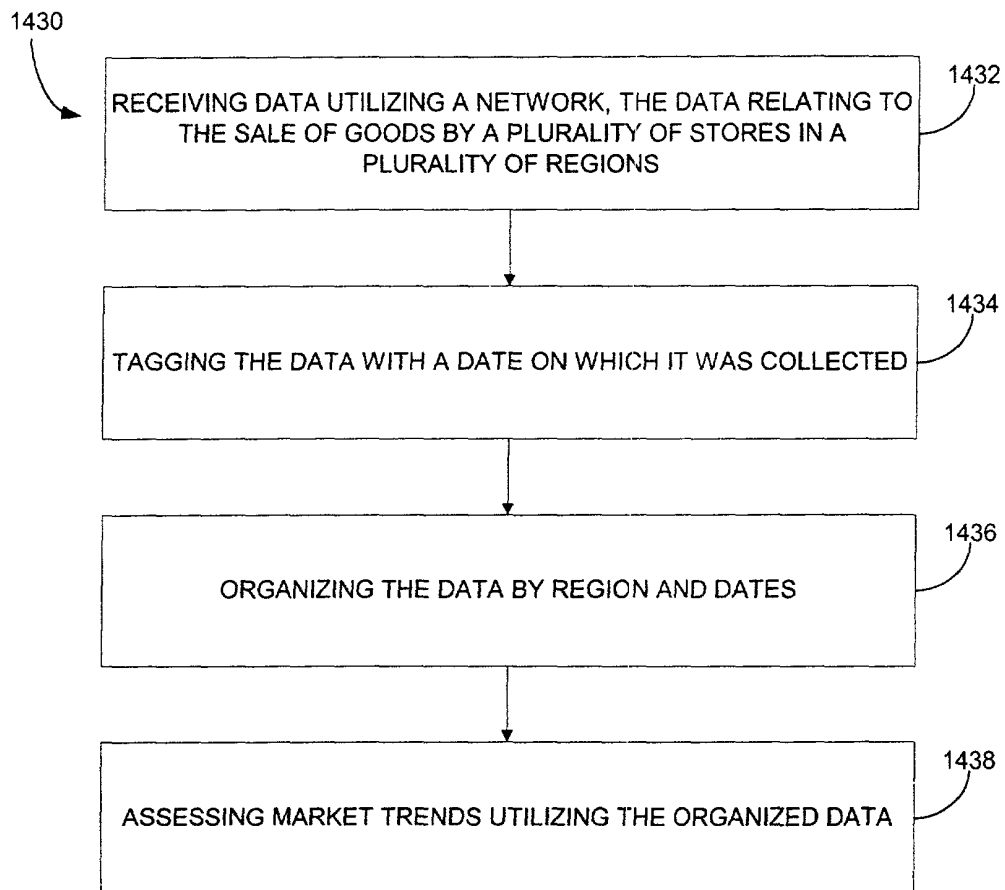 1430
1432
RECEIVING DATA UTILIZING A NETWORK, THE DATA RELATING TO
THE SALE OF GOODS BY A PLURALITY OF STORES IN A
PLURALITY OF REGIONS
1434
TAGGING THE DATA WITH A DATE ON WHICH IT WAS COLLECTED
1436
ORGANIZING THE DATA BY REGION AND DATES
1438
ASSESSING MARKET TRENDS UTILIZING THE ORGANIZED DATA